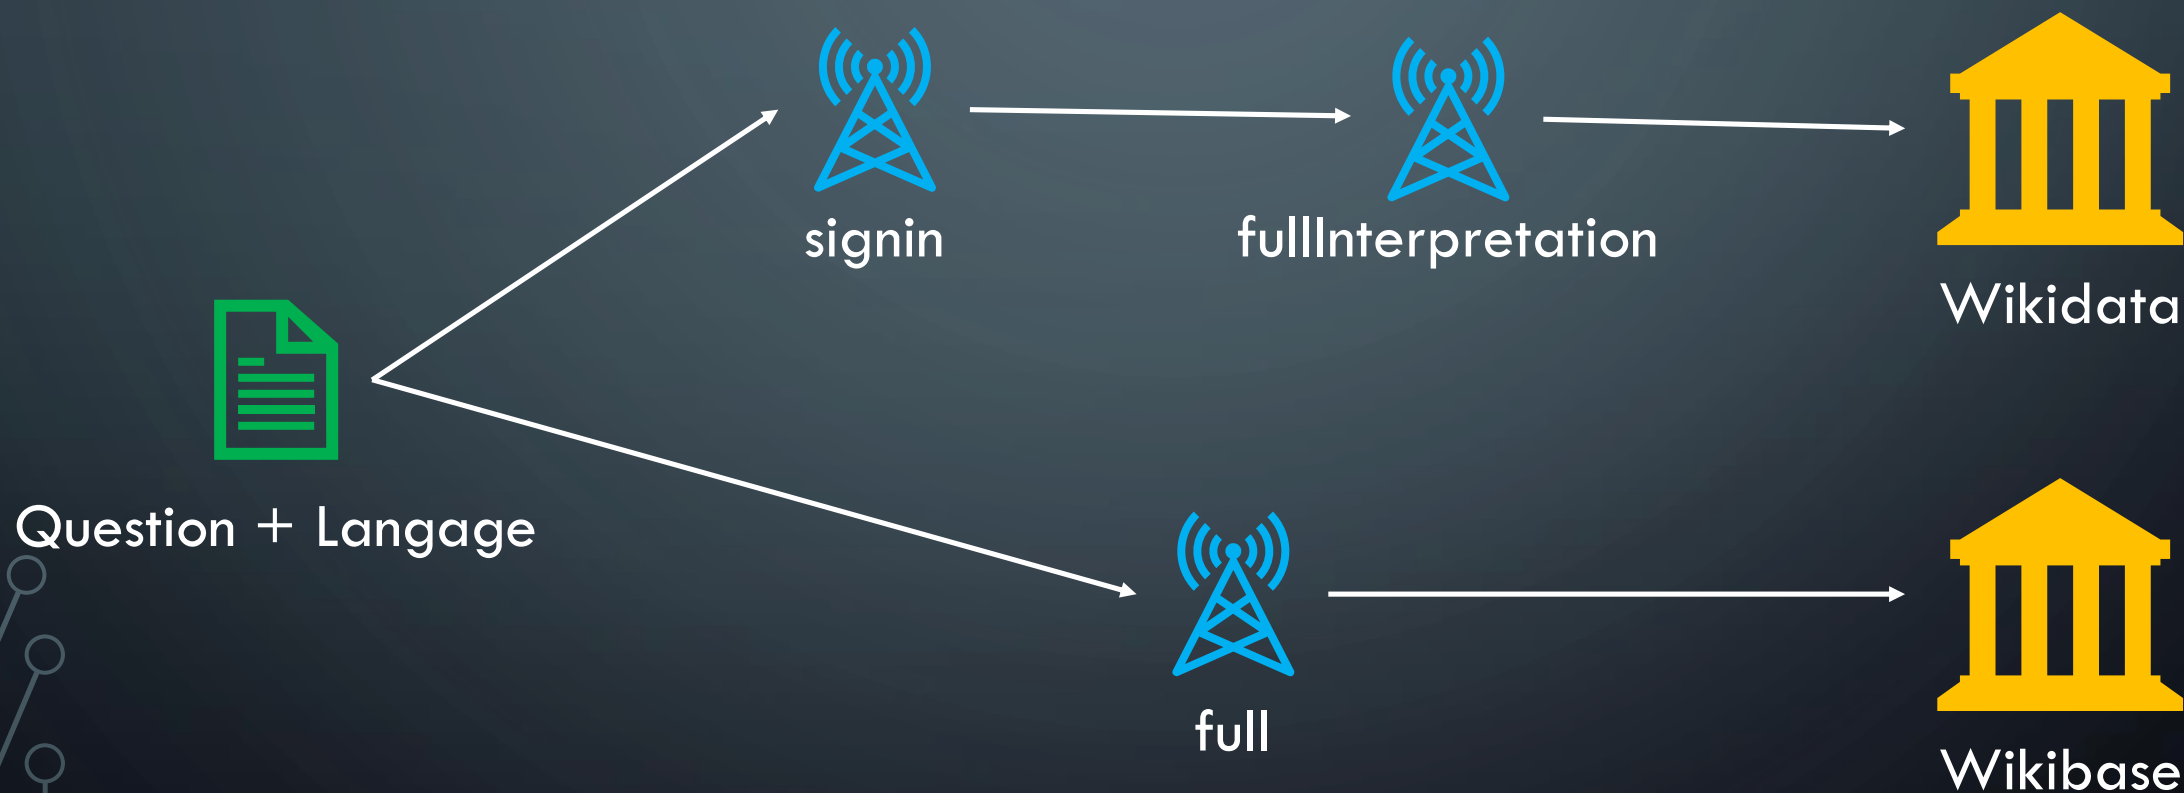 signin
fullInterpretation
Wikidata
Question + Langage
full
Wikibase